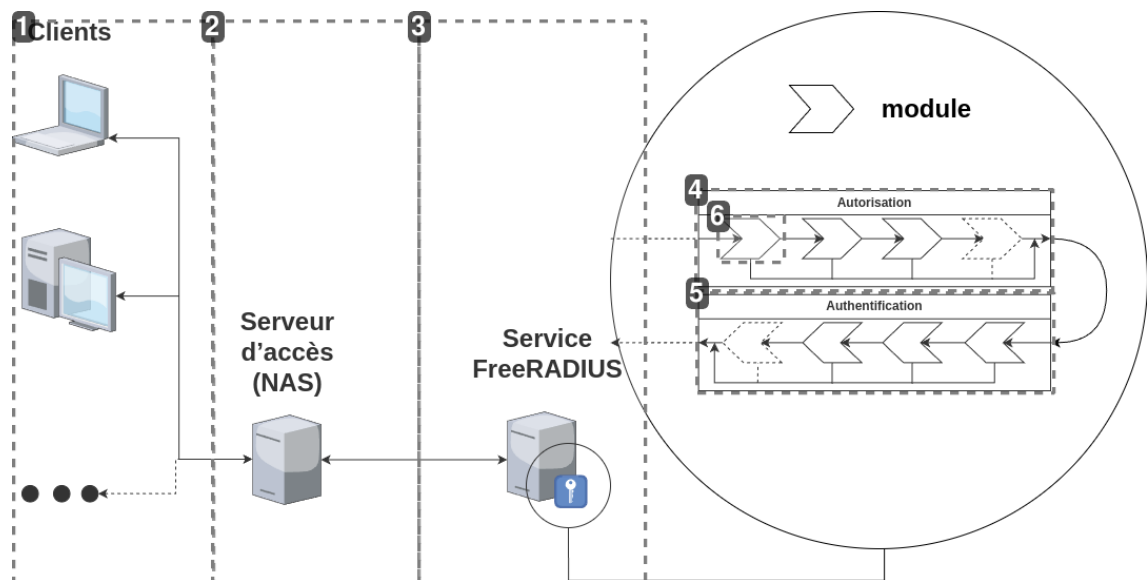 1
Clients
2
3
module
4
Autorisation
6
5
Authentification
Serveur
d'accès
(NAS)
Service
FreeRADIUS